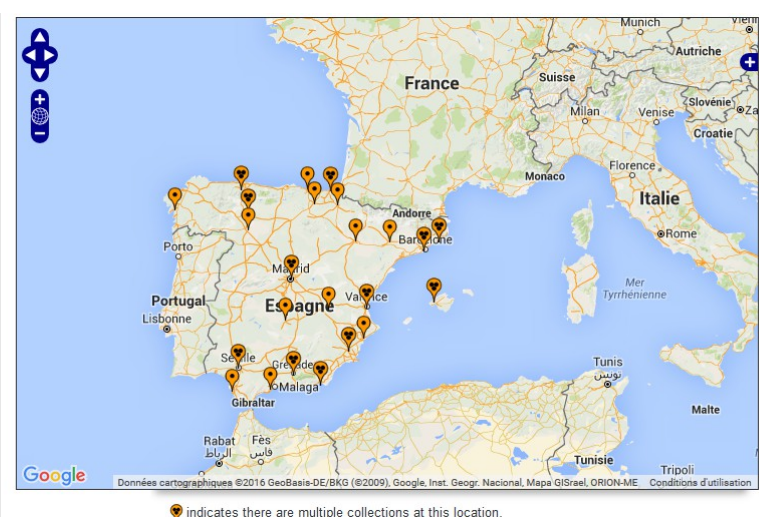 Munich
Vien
Autriche
France
Suisse
Milan
Venise
Slovénie
Za
Croatie
Monaco
Florence
Italie
Rome
Andorre
Barcelone
Porto
Madrid
Portugal
Espagne
Valence
Lisbonne
Mer
Tyrrhénienne
Séville
Grenade
Malaga
Gibraltar
Tunis
تونس
Malte
Rabat
الرباط
Fès
فاس
Tunisie
Tripoli
Google
Données cartographiques ©2016 GeoBasis-DE/BKG (©2009), Google, Inst. Geogr. Nacional, Mapa GISrael, ORION-ME
Conditions d'utilisation
indicates there are multiple collections at this location.